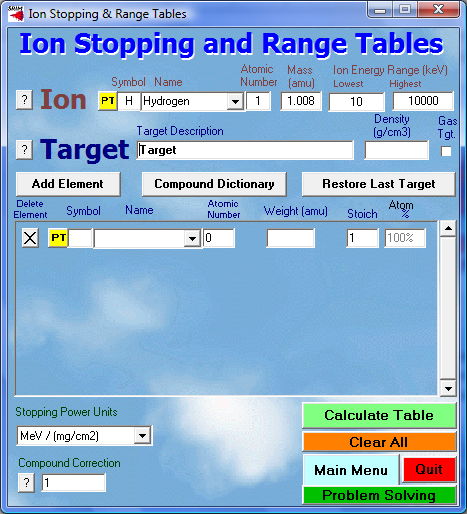 SRIM Ion Stopping & Range Tables
Ion Stopping and Range Tables
Symbol Name Atomic Number Mass (amu) Ion Energy Range (keV) Lowest Highest
? Ion PT H Hydrogen 1 1.008 10 10000
Target Description Density (g/cm3) Gas Tgt.
? Target Target
Add Element Compound Dictionary Restore Last Target
Delete Element Symbol Name Atomic Number Weight (amu) Stoich Atom %
X PT 0 1 100%
Stopping Power Units
MeV / (mg/cm2)
Compound Correction
? 1
Calculate Table
Clear All
Main Menu Quit
Problem Solving